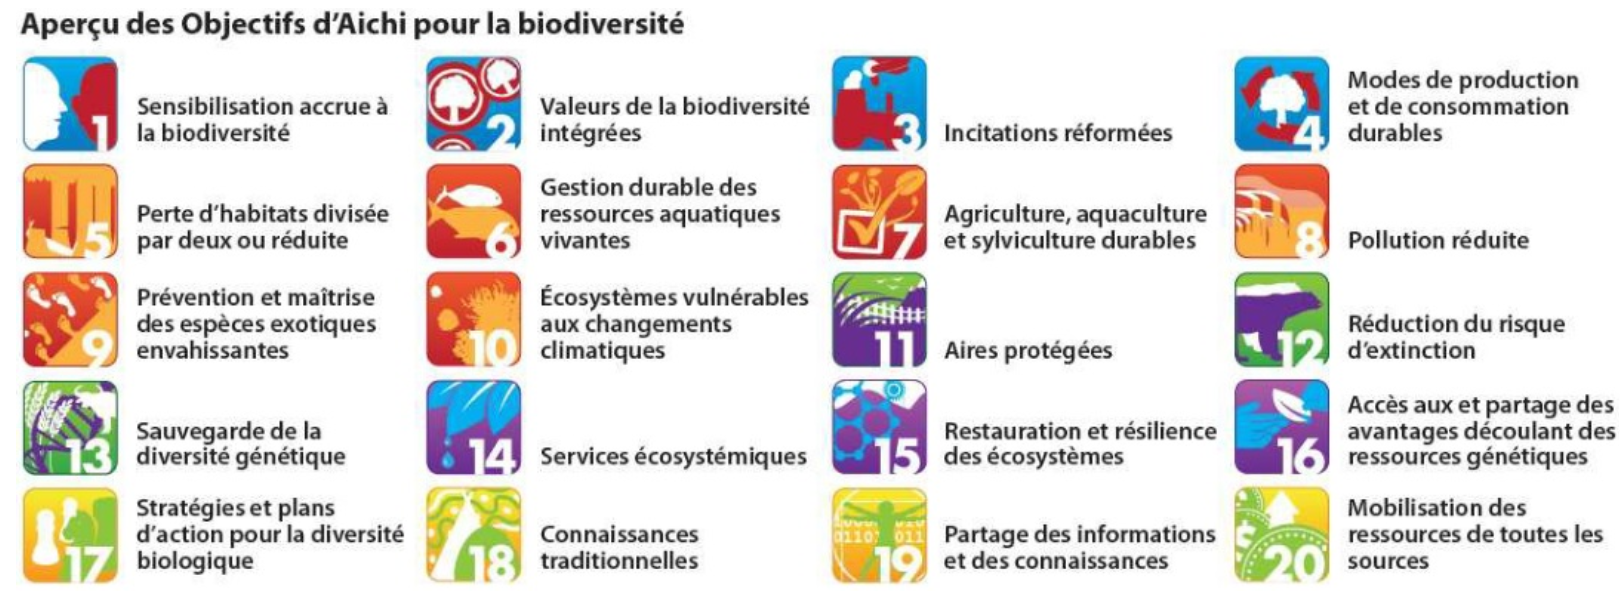 Aperçu des Objectifs d'Aichi pour la biodiversité
1
Sensibilisation accrue à
la biodiversité
2
Valeurs de la biodiversité
intégrées
3
Incitations réformées
4
Modes de production
et de consommation
durables
5
Perte d'habitats divisée
par deux ou réduite
6
Gestion durable des
ressources aquatiques
vivantes
7
Agriculture, aquaculture
et sylviculture durables
8
Pollution réduite
9
Prévention et maîtrise
des espèces exotiques
envahissantes
10
Écosystèmes vulnérables
aux changements
climatiques
11
Aires protégées
12
Réduction du risque
d'extinction
13
Sauvegarde de la
diversité génétique
14
Services écosystémiques
15
Restauration et résilience
des écosystèmes
16
Accès aux et partage des
avantages découlant des
ressources génétiques
17
Stratégies et plans
d'action pour la diversité
biologique
18
Connaissances
traditionnelles
19
Partage des informations
et des connaissances
20
Mobilisation des
ressources de toutes les
sources